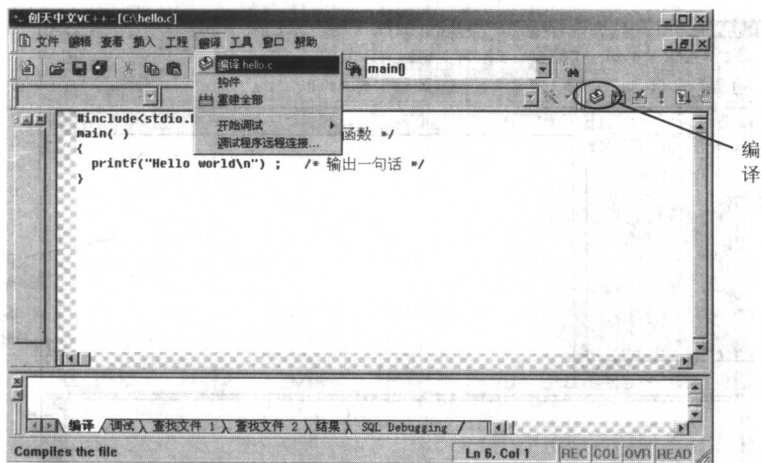 创天中文VC++-[C:\hello.c]
文件 编辑 查看 插入 工程 编译 工具 窗口 帮助
编译 hello.c
main()
构件
重建全部
#include<stdio.
开始调试
main( )
函数 */
调试程序远程连接...
{
printf("Hello world\n") ; /* 输出一句话 */
}
编
译
编译 调试 查找文件 1 查找文件 2 结果 SQL Debugging
Compiles the file
Ln 6, Col 1 REC COL OVR READ